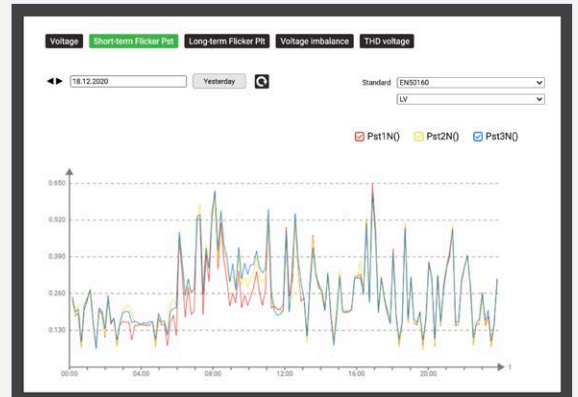 Voltage Short-term Flicker Pst Long-term Flicker Plt Voltage imbalance THD voltage
18.12.2020 Yesterday Standard EN50160
LV
Pst1N() Pst2N() Pst3N()
0.650
0.520
0.390
0.260
0.130
00:00 04:00 08:00 12:00 16:00 20:00 t